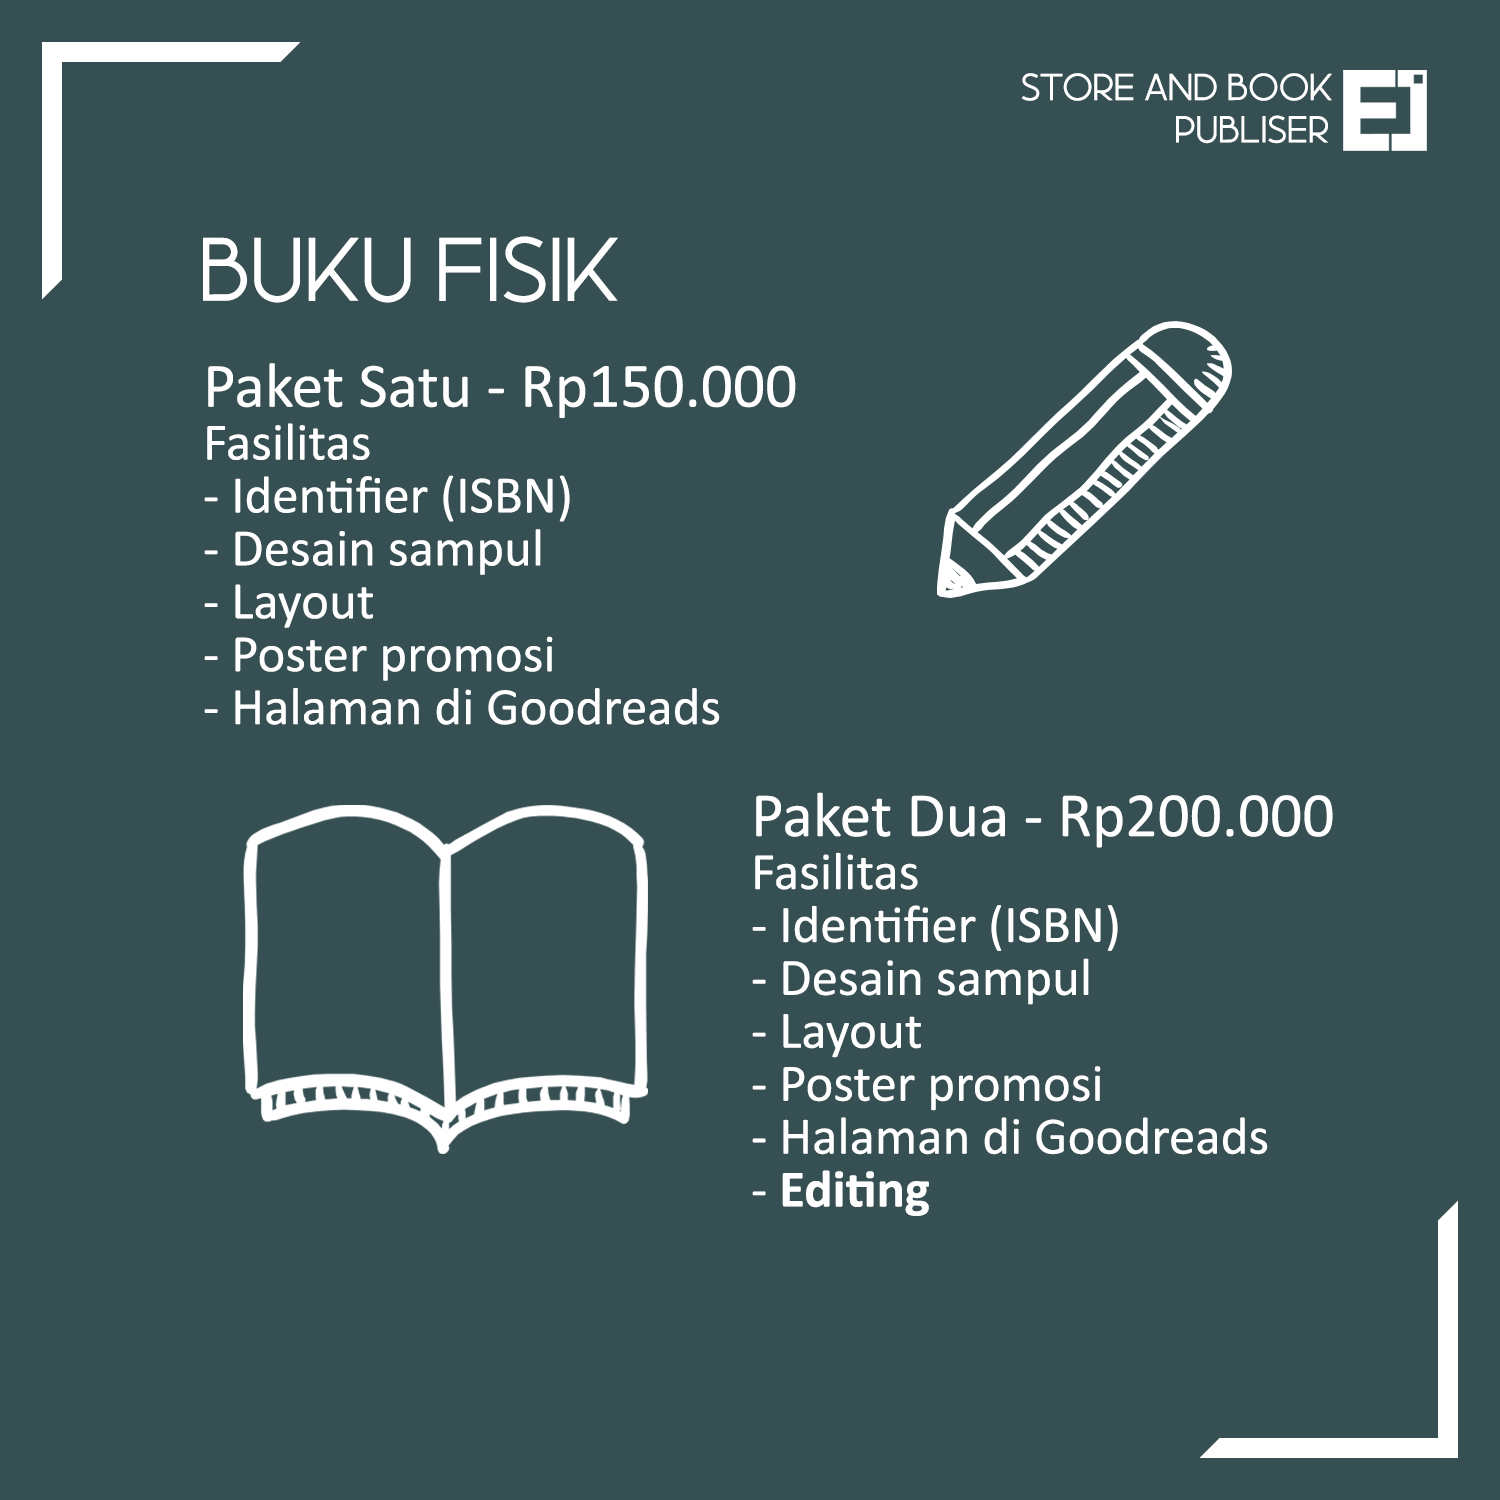 STORE AND BOOK
PUBLISER
EJ
BUKU FISIK
Paket Satu - Rp150.000
Fasilitas
- Identifier (ISBN)
- Desain sampul
- Layout
- Poster promosi
- Halaman di Goodreads
Paket Dua - Rp200.000
Fasilitas
- Identifier (ISBN)
- Desain sampul
- Layout
- Poster promosi
- Halaman di Goodreads
- Editing